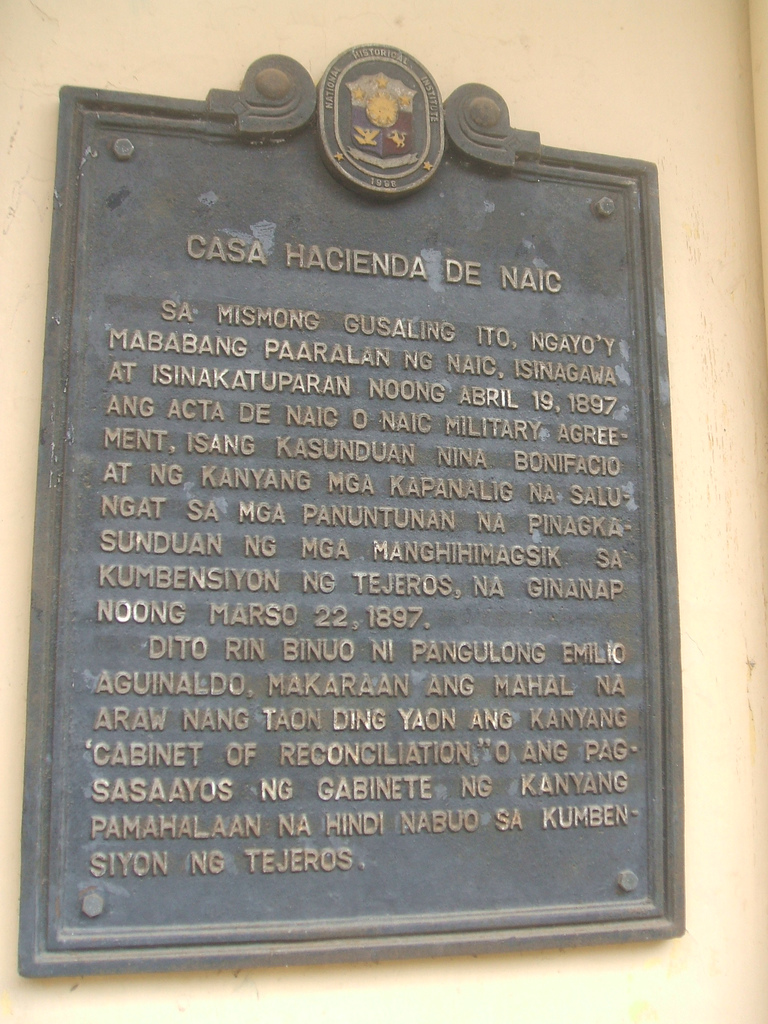 NATIONAL HISTORICAL INSTITUTE
CASA HACIENDA DE NAIC
SA MISMONG GUSALING ITO, NGAYO'Y
MABABANG PAARALAN NG NAIC, ISINAGAWA
AT ISINAKATUPARAN NOONG ABRIL 19, 1897
ANG ACTA DE NAIC O NAIC MILITARY AGREE-
MENT, ISANG KASUNDUAN NINA BONIFACIO
AT NG KANYANG MGA KAPANALIG NA SALU-
NGAT SA MGA PANUNTUNAN NA PINAGKA-
SUNDUAN NG MGA MANGHIHIMAGSIK SA
KUMBENSIYON NG TEJEROS, NA GINANAP
NOONG MARSO 22, 1897.
DITO RIN BINUO NI PANGULONG EMILIO
AGUINALDO, MAKARAAN ANG MAHAL NA
ARAW NANG TAON DING YAON ANG KANYANG
"CABINET OF RECONCILIATION," O ANG PAG-
SASAAYOS NG GABINETE NG KANYANG
PAMAHALAAN NA HINDI NABUO SA KUMBEN-
SIYON NG TEJEROS.